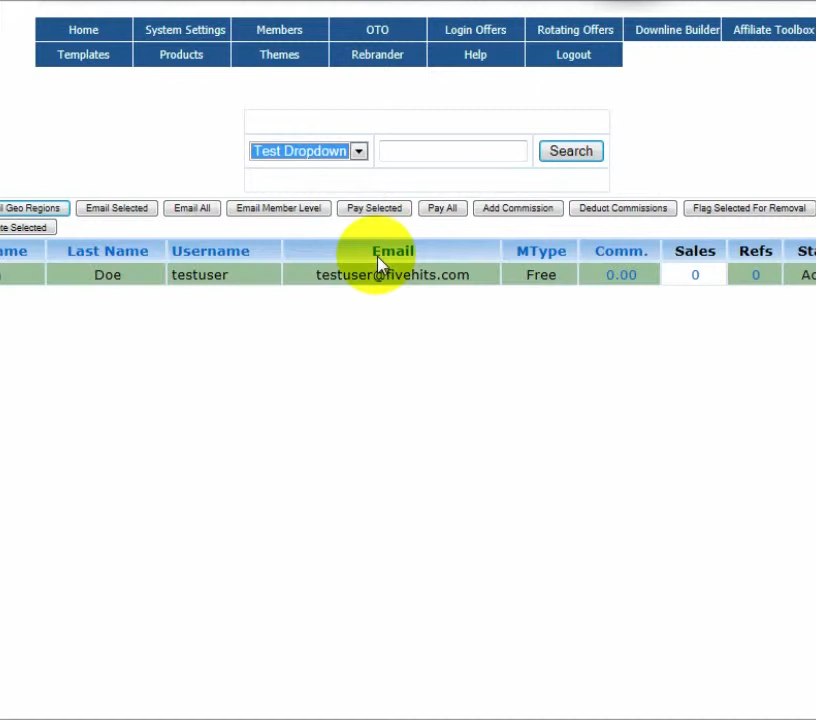 Home System Settings Members OTO Login Offers Rotating Offers Downline Builder Affiliate Toolbox
Templates Products Themes Rebrander Help Logout
Test Dropdown Search
Geo Regions Email Selected Email All Email Member Level Pay Selected Pay All Add Commission Deduct Commissions Flag Selected For Removal
Selected
Last Name Username Email MType Comm. Sales Refs
Doe testuser testuser@fivehits.com Free 0.00 0 0